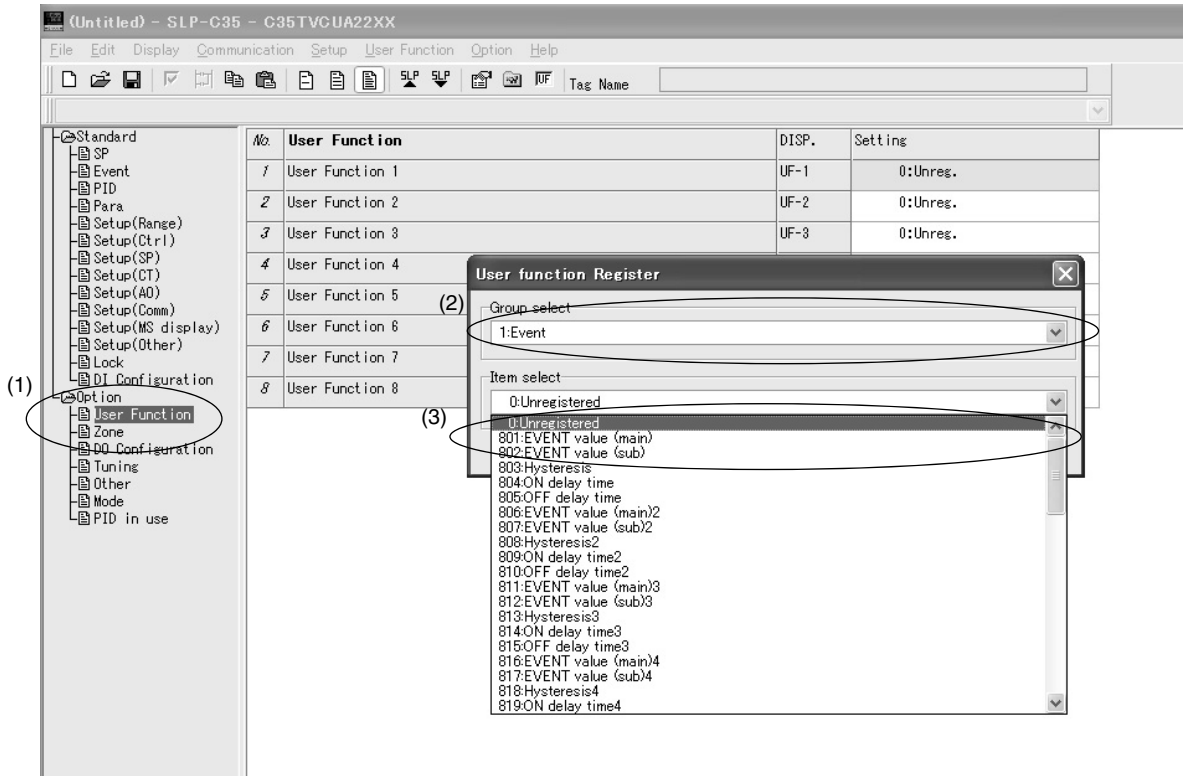 (Untitled) - SLP-C35 - C35TVCUA22XX
File Edit Display Communication Setup User Function Option Help
SLP SLP UF Tag Name
Standard
SP
Event
PID
Para
Setup(Range)
Setup(Ctrl)
Setup(SP)
Setup(CT)
Setup(AO)
Setup(Comm)
Setup(MS display)
Setup(Other)
Lock
DI Configuration
(1)
Option
User Function
Zone
DO Configuration
Tuning
Other
Mode
PID in use
No. User Function DISP. Setting
1 User Function 1 UF-1 0:Unreg.
2 User Function 2 UF-2 0:Unreg.
3 User Function 3 UF-3 0:Unreg.
4 User Function 4
5 User Function 5
6 User Function 6
7 User Function 7
8 User Function 8
User function Register
(2)
Group select
1:Event
Item select
0:Unregistered
(3)
0:Unregistered
801:EVENT value (main)
802:EVENT value (sub)
803:Hysteresis
804:ON delay time
805:OFF delay time
806:EVENT value (main)2
807:EVENT value (sub)2
808:Hysteresis2
809:ON delay time2
810:OFF delay time2
811:EVENT value (main)3
812:EVENT value (sub)3
813:Hysteresis3
814:ON delay time3
815:OFF delay time3
816:EVENT value (main)4
817:EVENT value (sub)4
818:Hysteresis4
819:ON delay time4